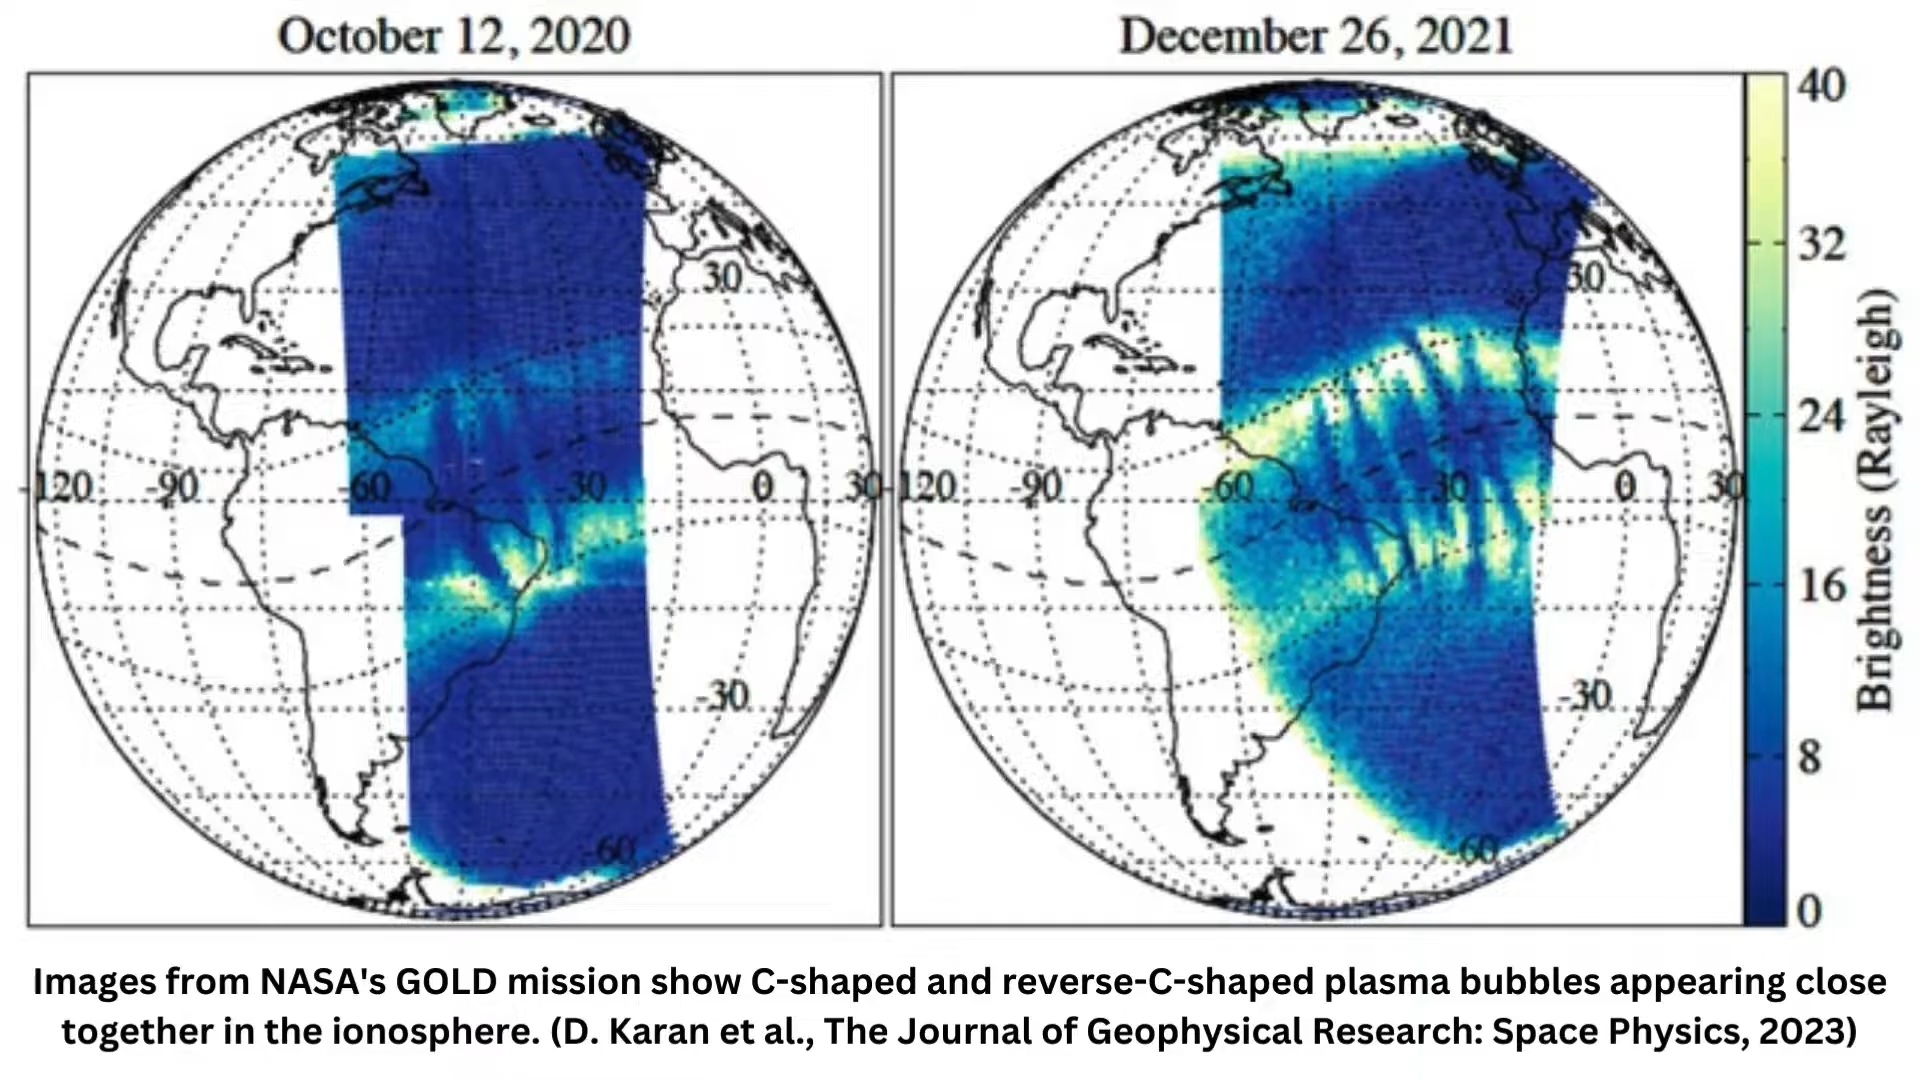 October 12, 2020
December 26, 2021
40
32
24
16
8
0
Brightness (Rayleigh)
30
-120 -90 -60 -30 0 30
-30
-60
30
-120 -90 -60 -30 0 30
-30
-60
Images from NASA's GOLD mission show C-shaped and reverse-C-shaped plasma bubbles appearing close
together in the ionosphere. (D. Karan et al., The Journal of Geophysical Research: Space Physics, 2023)